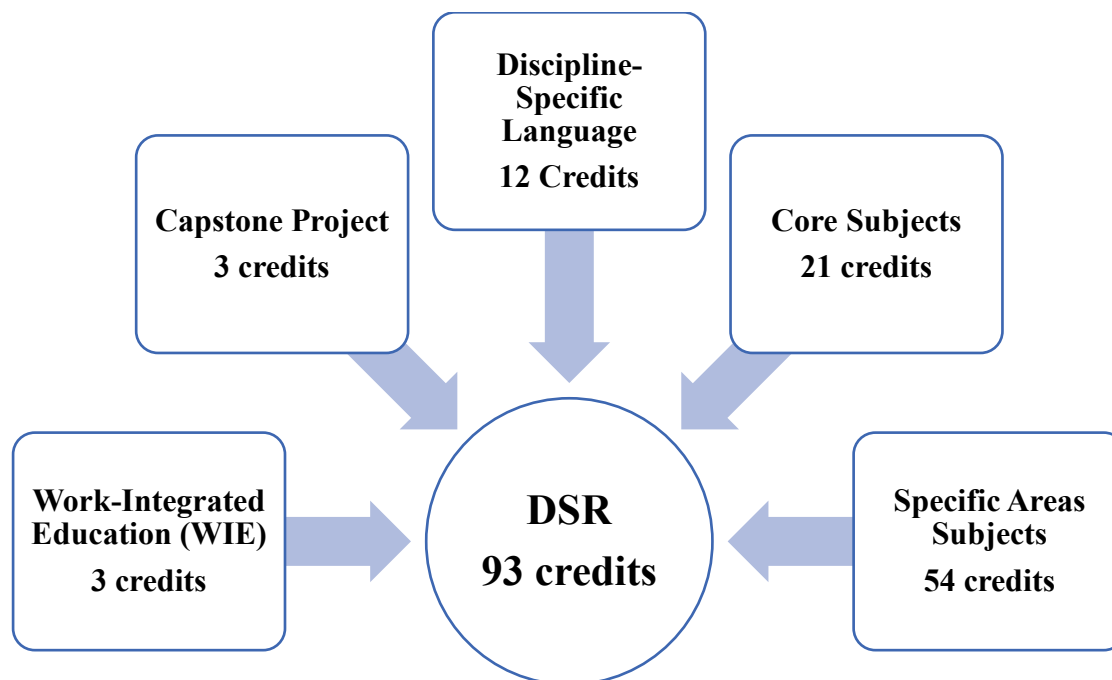 Discipline-
Specific
Language
12 Credits
Capstone Project
3 credits
Core Subjects
21 credits
Work-Integrated
Education (WIE)
3 credits
DSR
93 credits
Specific Areas
Subjects
54 credits